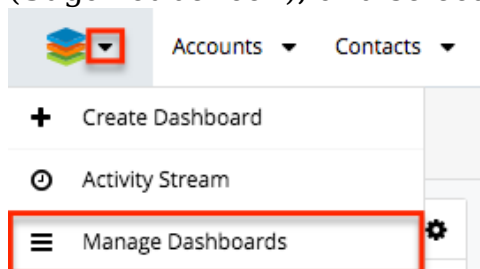 Accounts Contacts
Create Dashboard
Activity Stream
Manage Dashboards